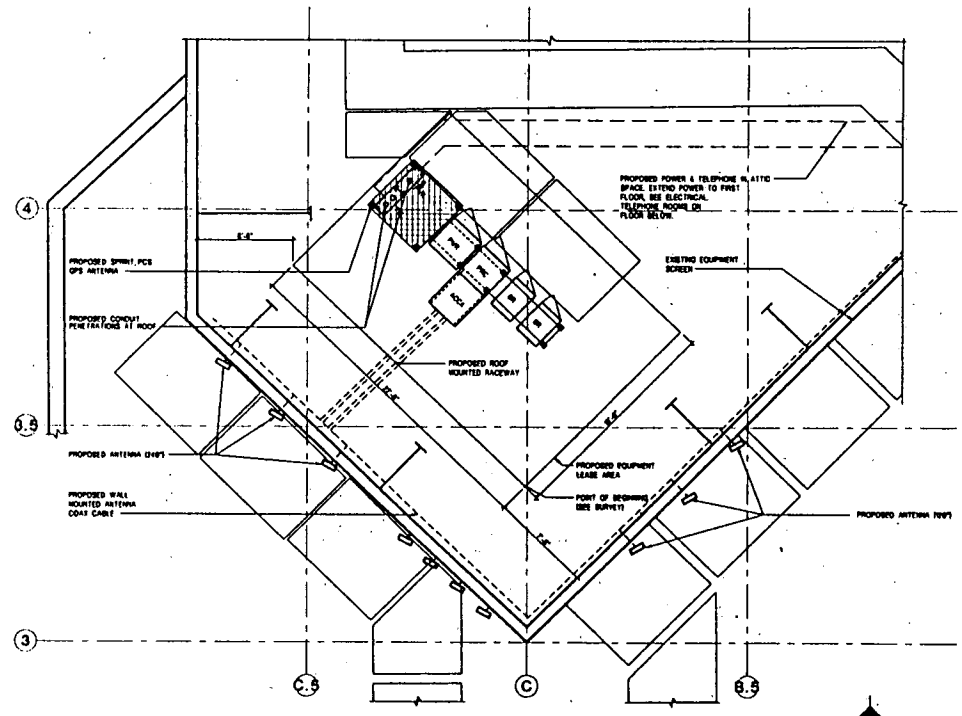 PROPOSED POWER & TELEPHONE IN ATTIC
SPACE. EXTEND POWER TO FIRST
FLOOR, SEE ELECTRICAL
TELEPHONE ROOMS ON
FLOOR BELOW.
4
PROPOSED SPRINT, PCS
GPS ANTENNA
EXISTING EQUIPMENT
SCREEN
PROPOSED CONDUIT
PENETRATIONS AT ROOF
PROPOSED ROOF
MOUNTED RACEWAY
3.5
PROPOSED ANTENNA
PROPOSED EQUIPMENT
LEASE AREA
PROPOSED WALL
MOUNTED ANTENNA
COAX CABLE
POINT OF BEGINNING
(SEE SURVEY)
PROPOSED ANTENNA
3
C.5
C
B.5